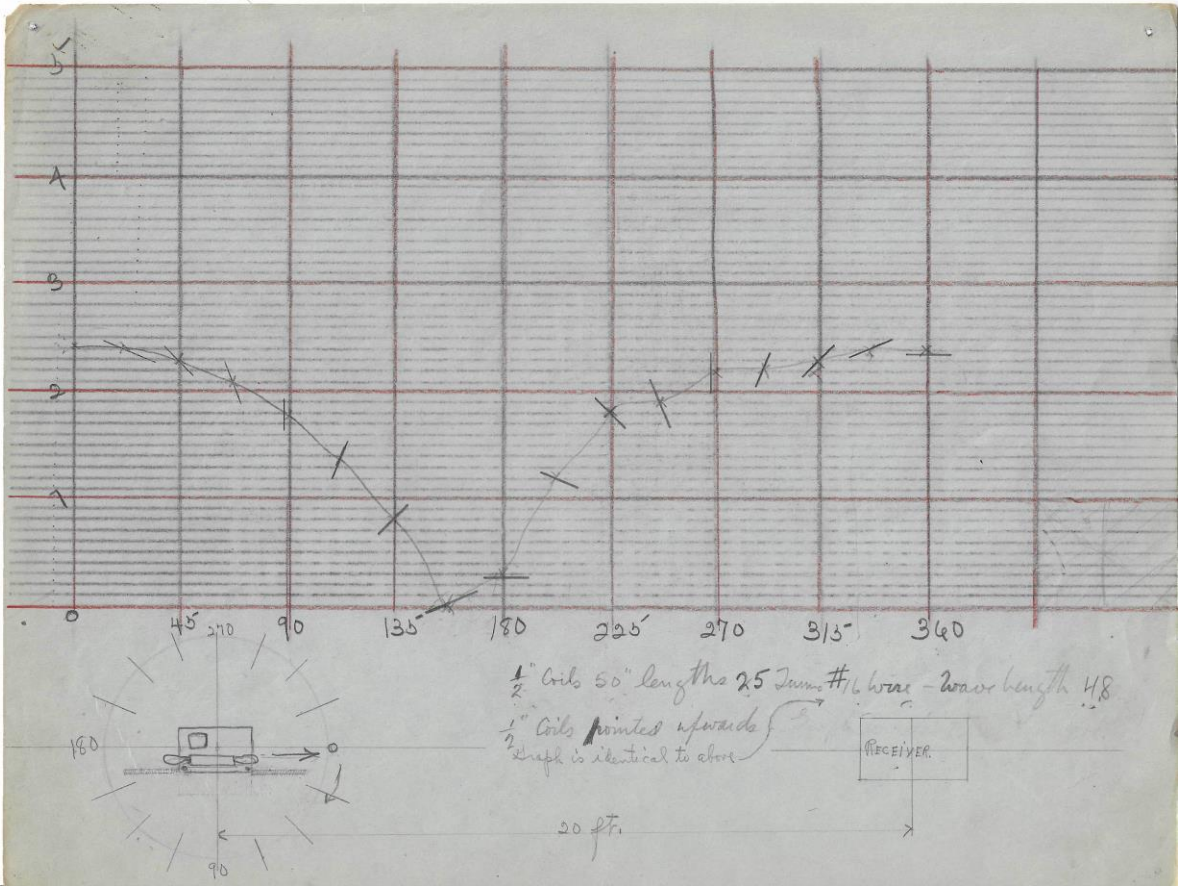 5
4
3
2
1
0 45 90 135 180 225 270 315 360
270
½" Coils 50" lengths 25 Turns #16 Wire - Wave Length 48
½" Coils pointed upwards
Graph is identical to above
180
0
RECEIVER.
20 ft.
90